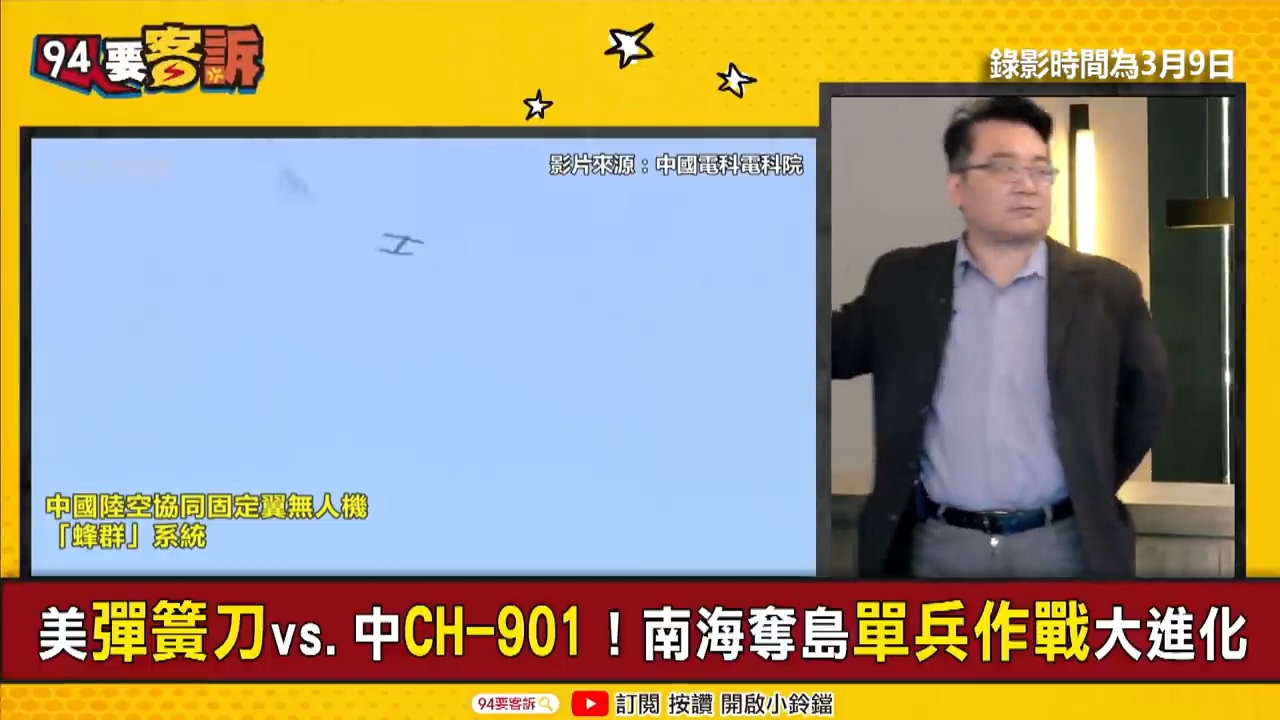 94要客訴
錄影時間為3月9日
影片來源：中國電科電科院
中國陸空協同固定翼無人機
「蜂群」系統
美彈簧刀vs.中CH-901！南海奪島單兵作戰大進化
94要客訴
訂閱 按讚 開啟小鈴鐺